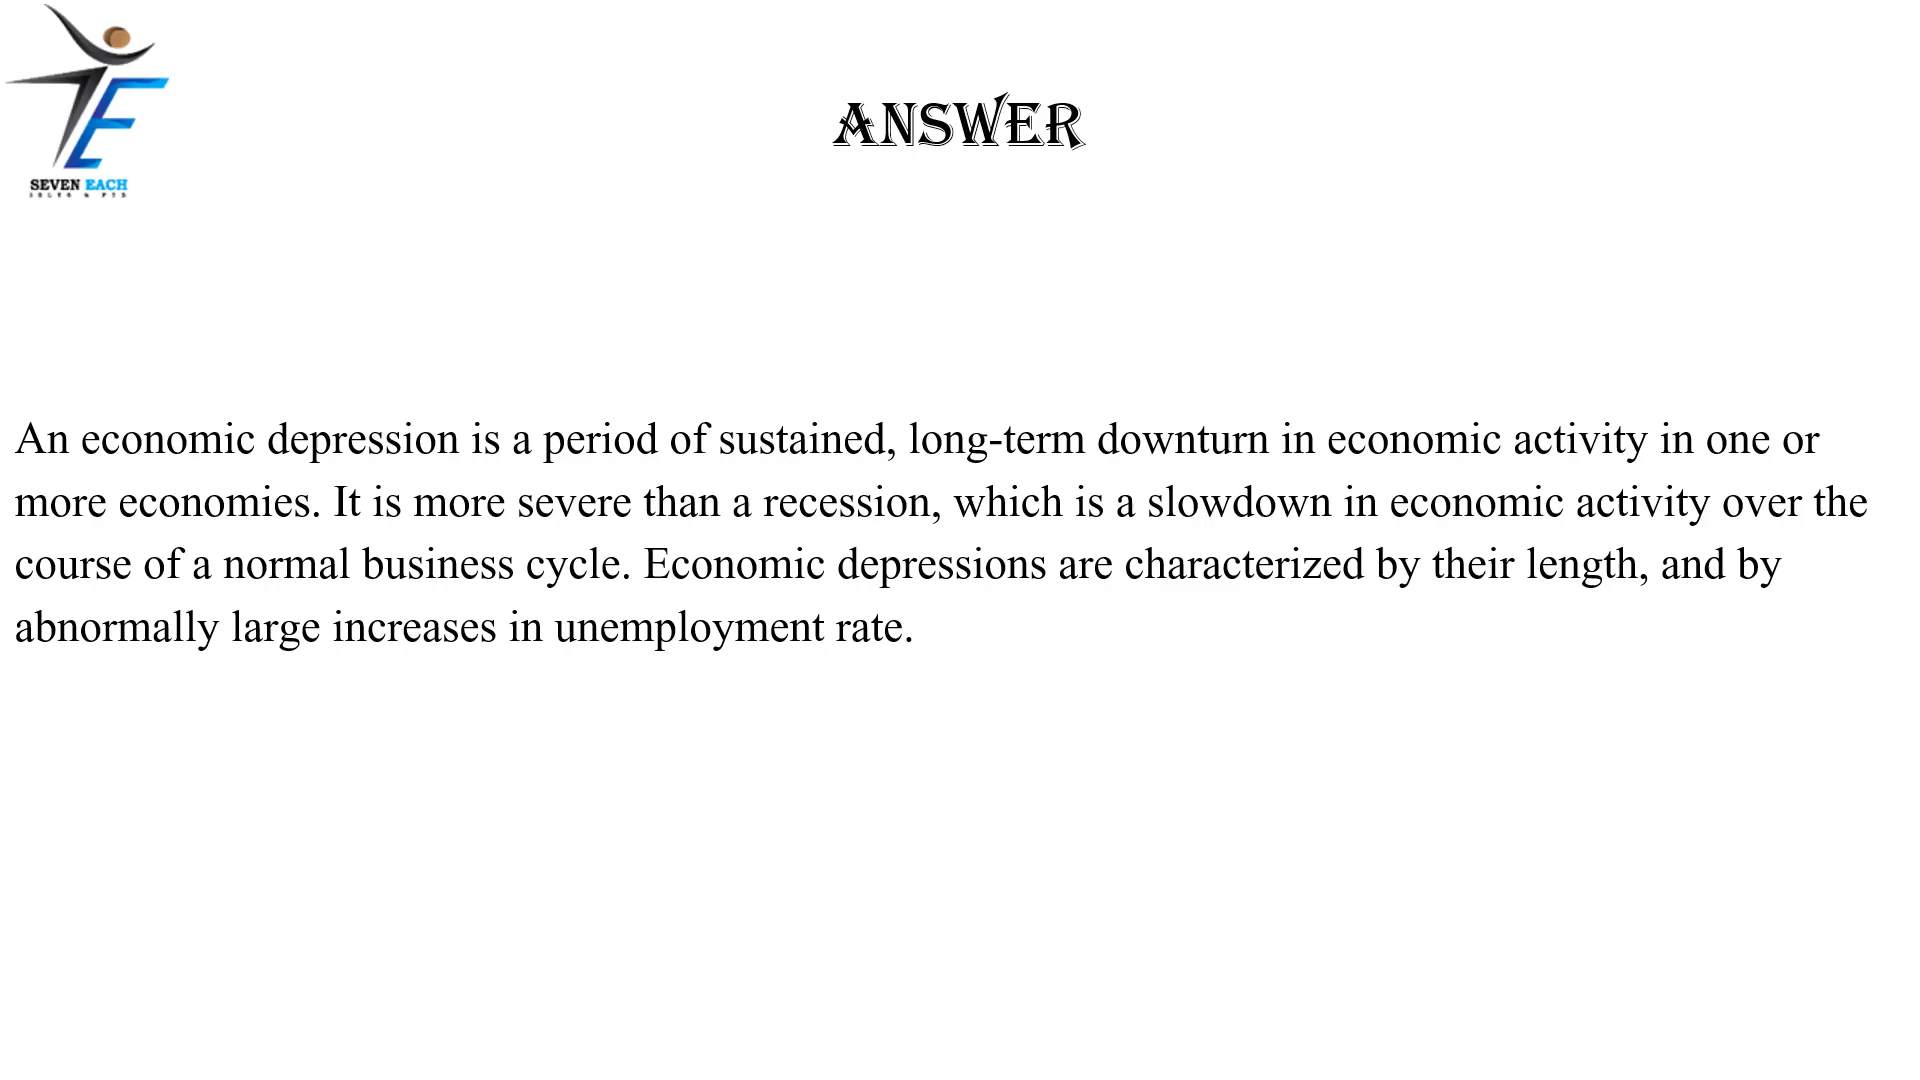 SEVEN EACH
ANSWER
An economic depression is a period of sustained, long-term downturn in economic activity in one or
more economies. It is more severe than a recession, which is a slowdown in economic activity over the
course of a normal business cycle. Economic depressions are characterized by their length, and by
abnormally large increases in unemployment rate.